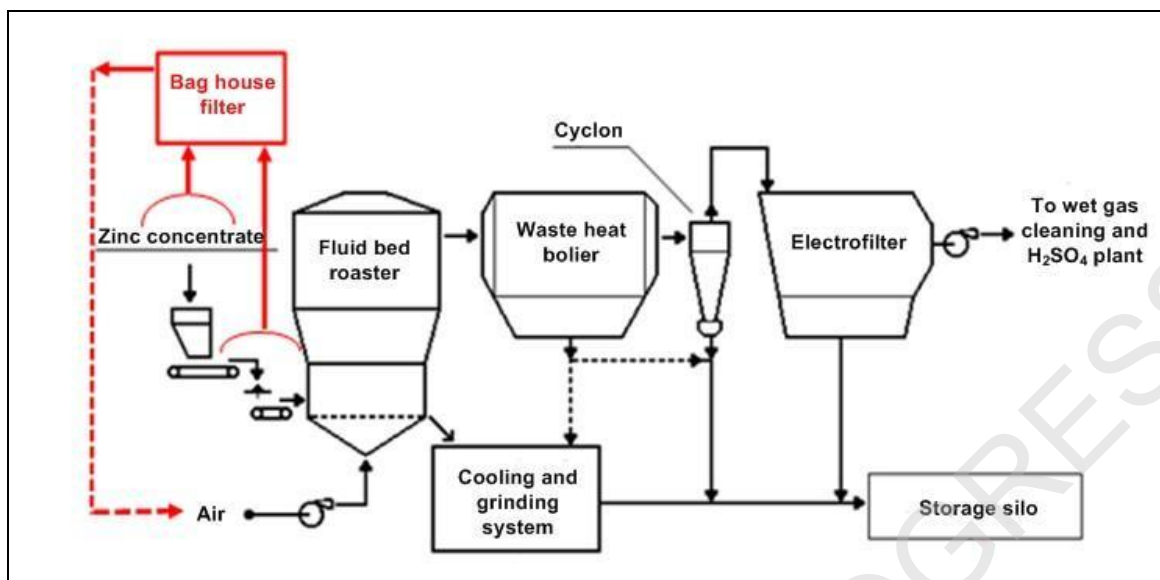 Bag house
filter
Cyclon
Zinc concentrate
Fluid bed
roaster
Waste heat
bolier
Electrofilter
To wet gas
cleaning and
H₂SO₄ plant
Air
Cooling and
grinding
system
Storage silo
GRESS